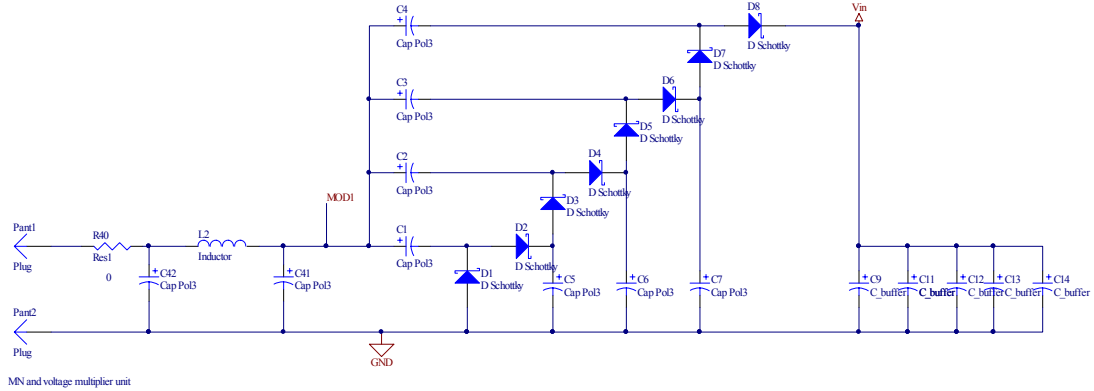 C4
+
Cap Pol3
D8
D Schottky
Vin
D7
D Schottky
C3
+
Cap Pol3
D6
D Schottky
D5
D Schottky
C2
+
Cap Pol3
D4
D Schottky
D3
D Schottky
MOD1
Pant1
Plug
R40
Res1
0
L2
Inductor
C1
+
Cap Pol3
D2
D Schottky
+
C42
Cap Pol3
+
C41
Cap Pol3
D1
D Schottky
+
C5
Cap Pol3
+
C6
Cap Pol3
+
C7
Cap Pol3
+
C9
C_buffer
+
C11
C_buffer
+
C12
C_buffer
+
C13
C_buffer
+
C14
C_buffer
Pant2
Plug
GND
MN and voltage multiplier unit